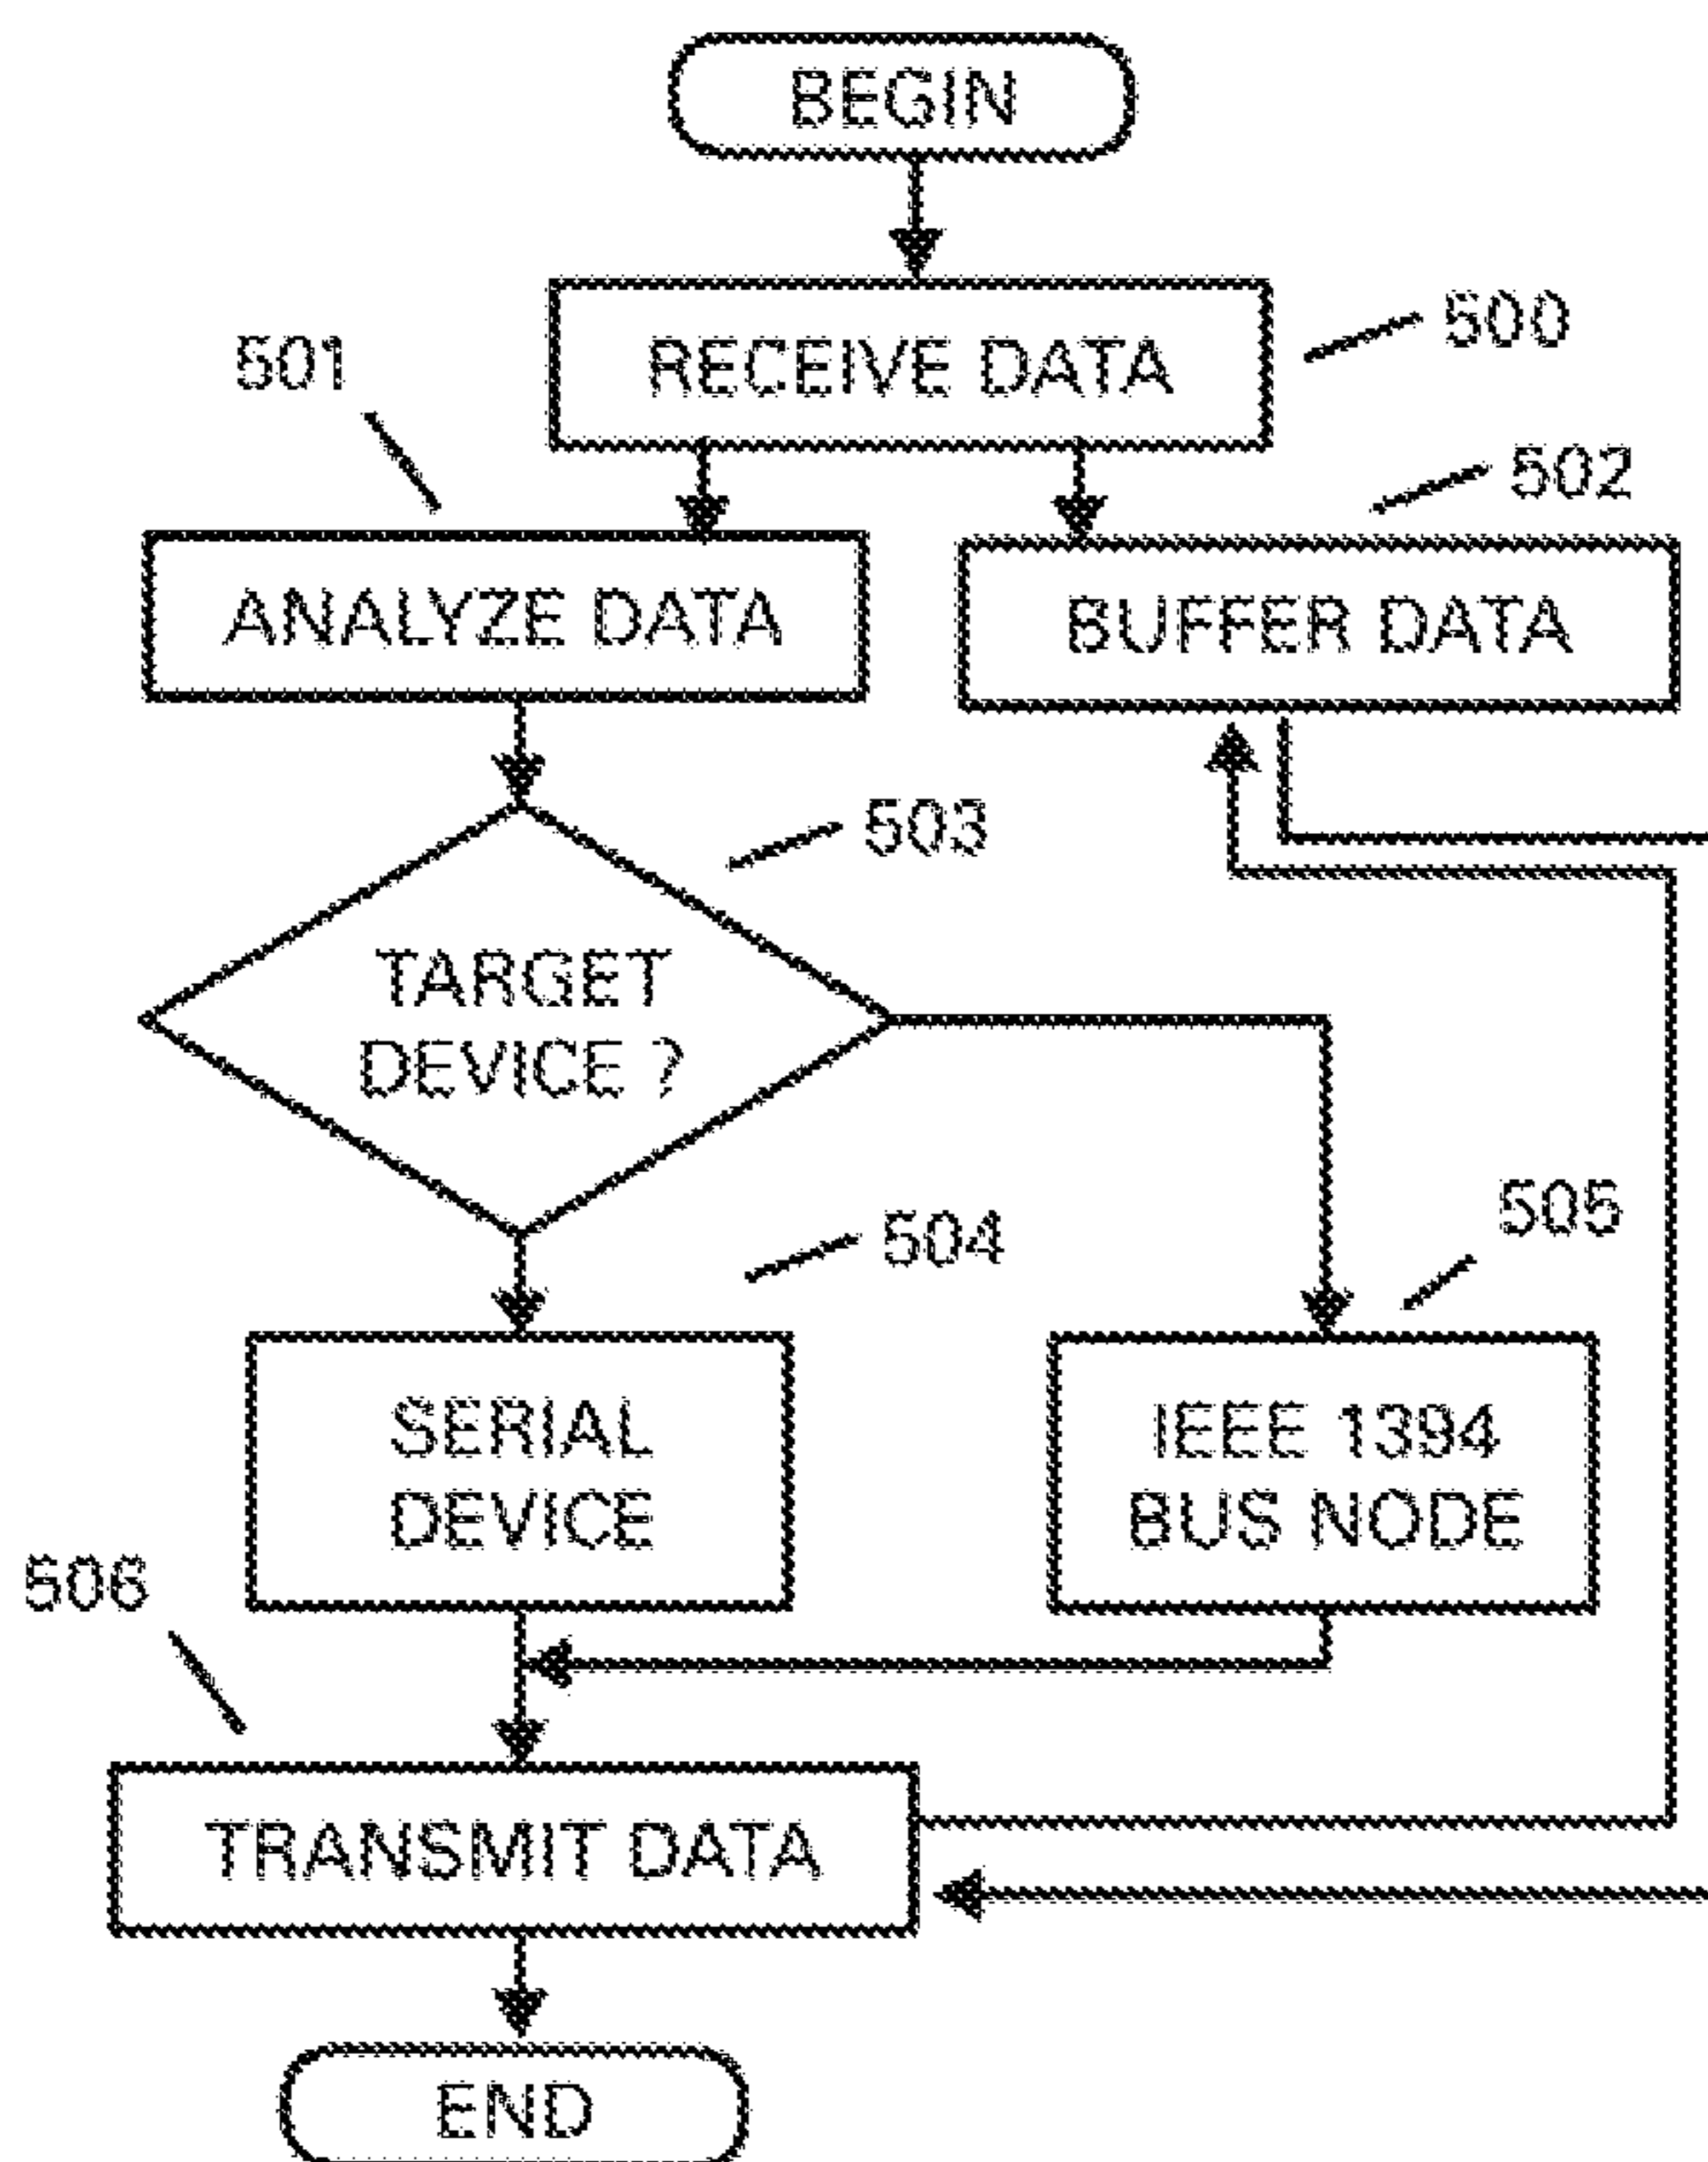 BEGIN
RECEIVE DATA
500
501
502
ANALYZE DATA
BUFFER DATA
503
TARGET
DEVICE ?
504
505
SERIAL
DEVICE
IEEE 1394
BUS NODE
506
TRANSMIT DATA
END